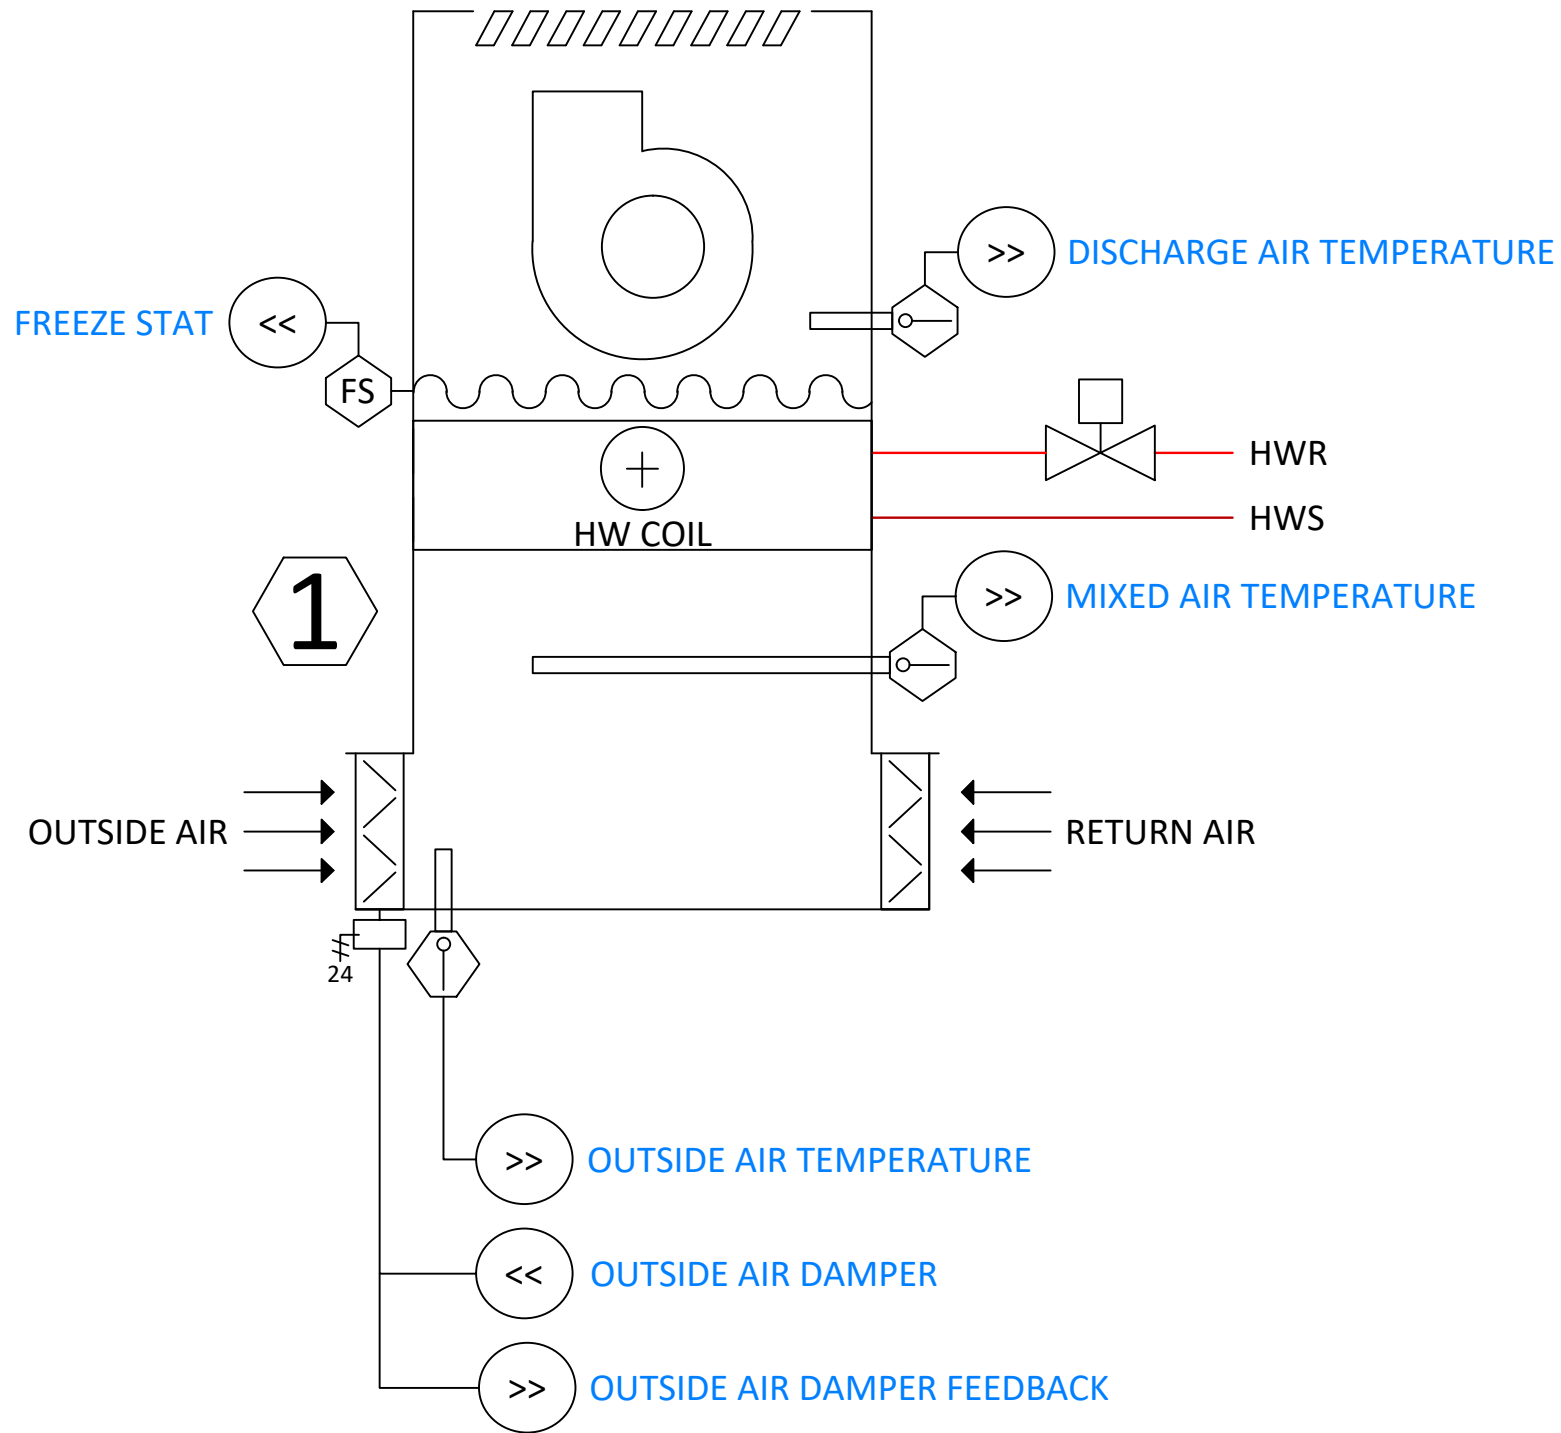 >> DISCHARGE AIR TEMPERATURE
FREEZE STAT <<
FS
HWR
HW COIL
HWS
1
>> MIXED AIR TEMPERATURE
OUTSIDE AIR
RETURN AIR
24
>> OUTSIDE AIR TEMPERATURE
<< OUTSIDE AIR DAMPER
>> OUTSIDE AIR DAMPER FEEDBACK